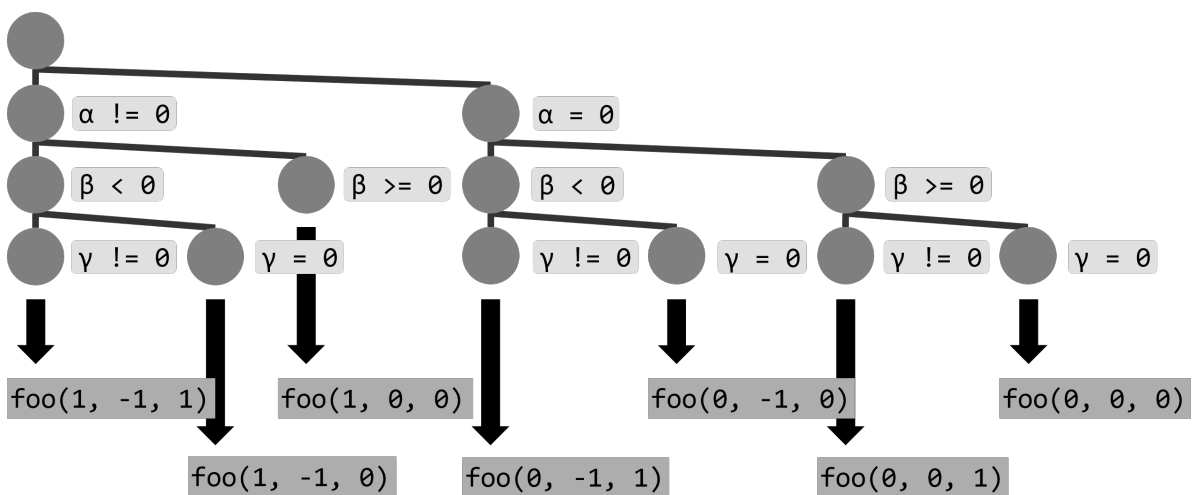 α != 0
α = 0
β < 0
β >= 0
β < 0
β >= 0
γ != 0
γ = 0
γ != 0
γ = 0
γ != 0
γ = 0
foo(1, -1, 1)
foo(1, 0, 0)
foo(0, -1, 0)
foo(0, 0, 0)
foo(1, -1, 0)
foo(0, -1, 1)
foo(0, 0, 1)